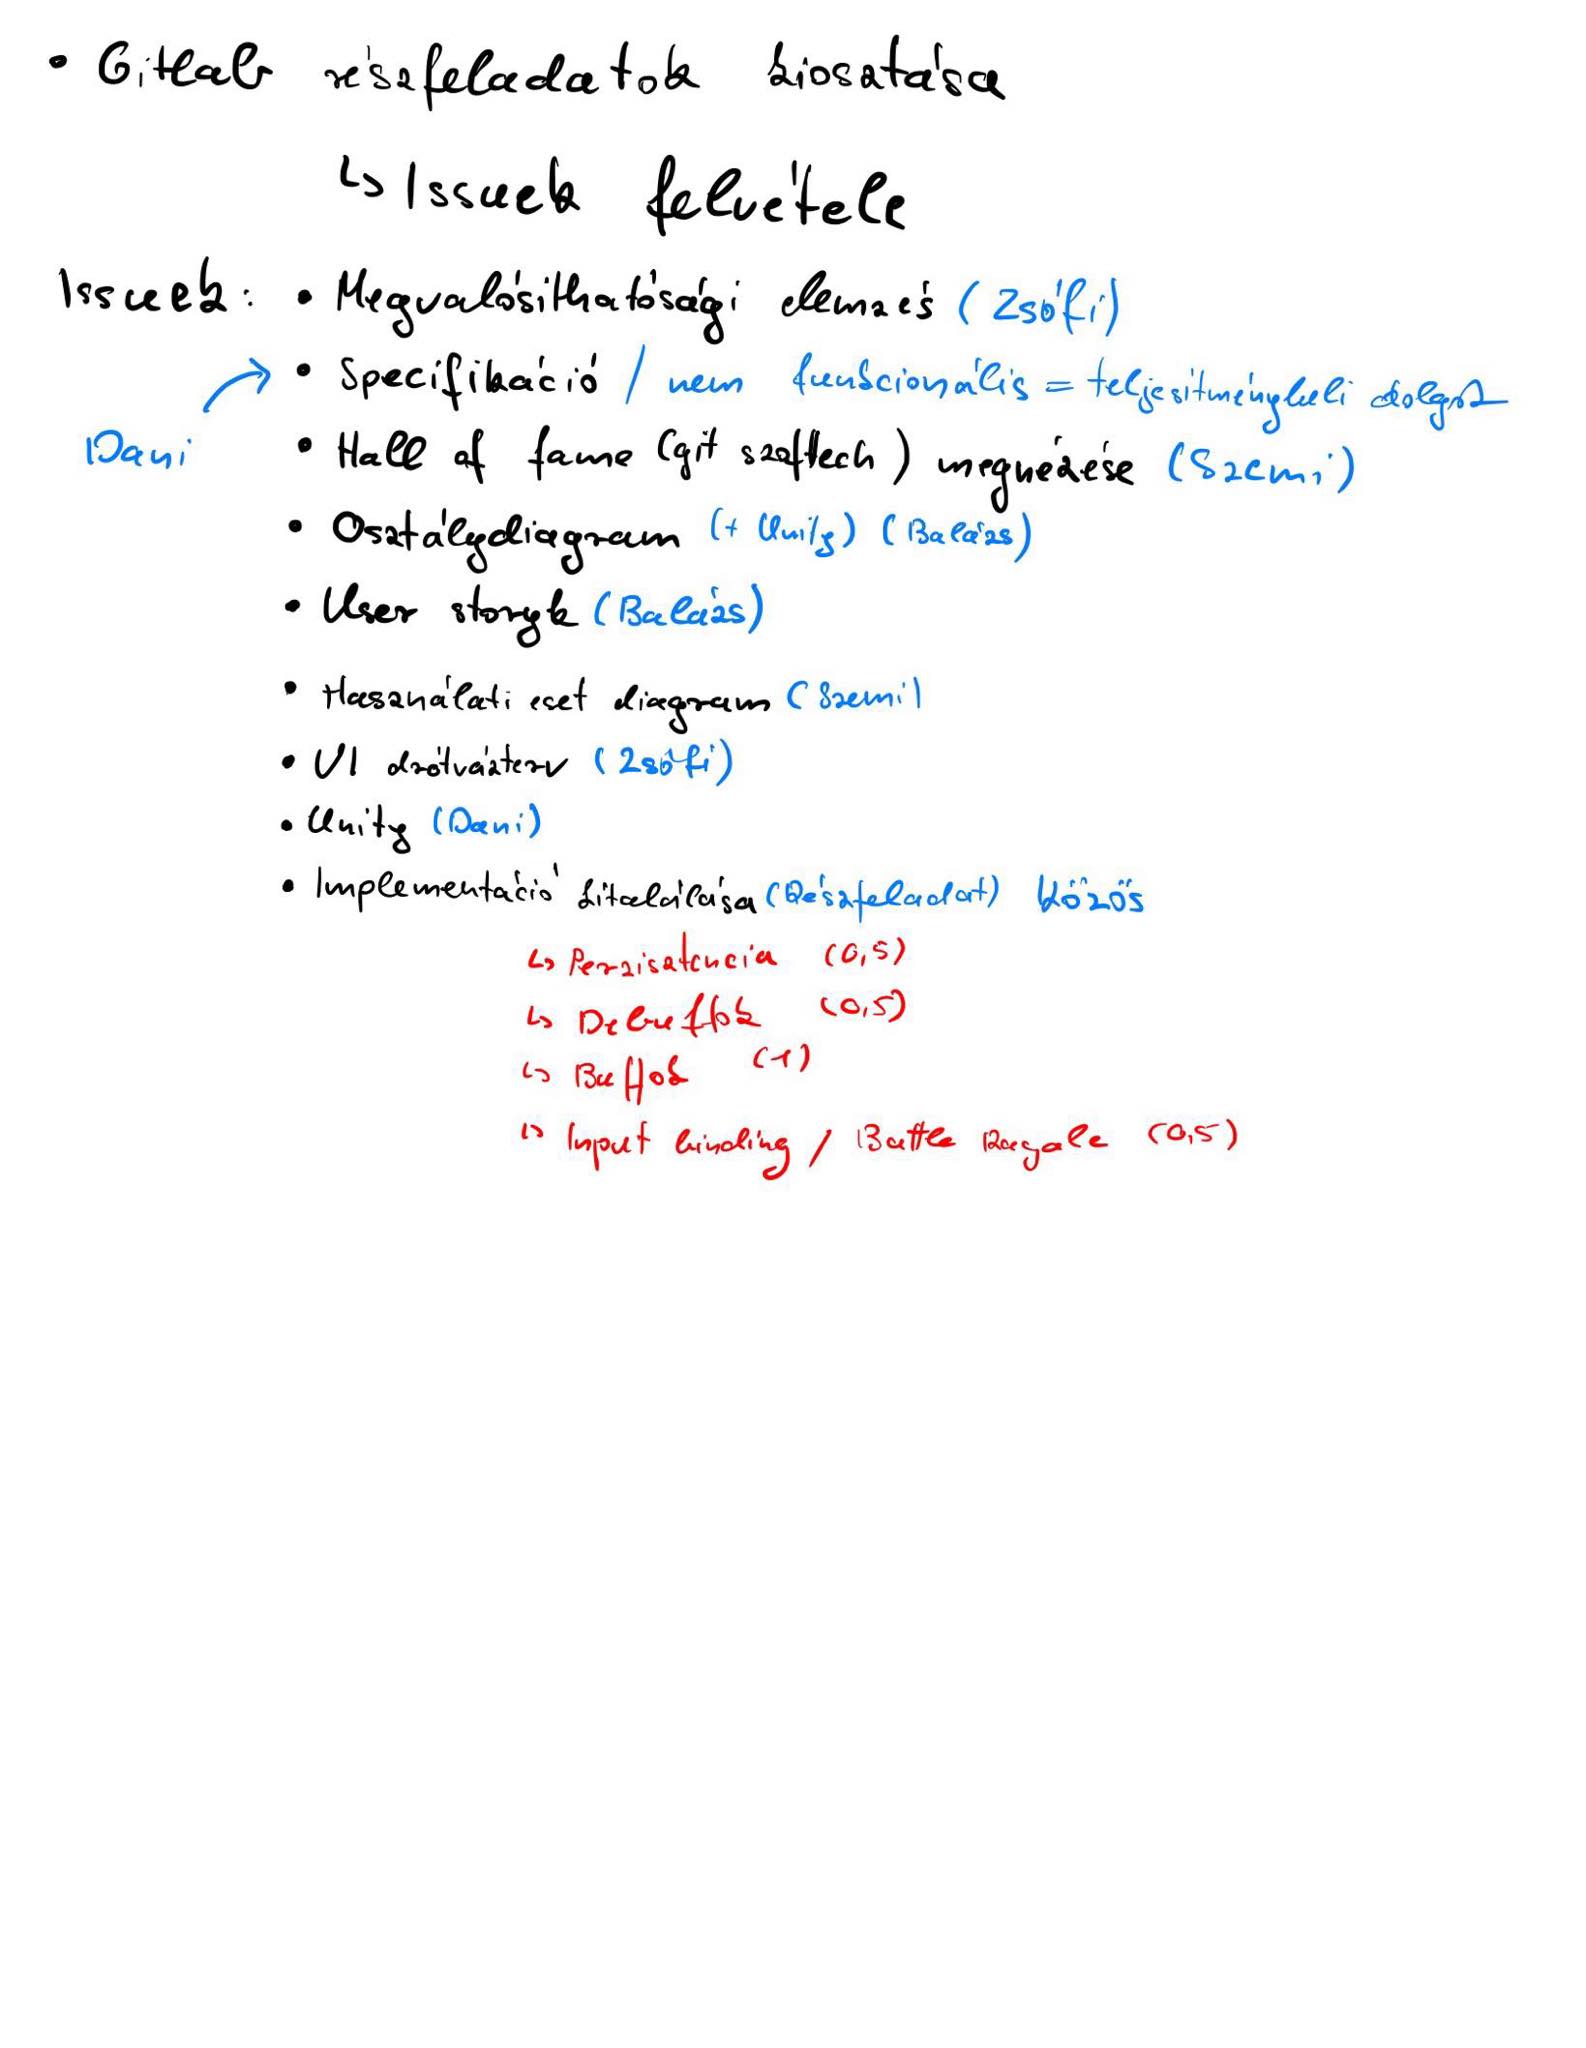 • Gitlab részfeladatok kiosztása
↳ Issuek felvétele
Issuek: • Megvalósíthatósági elemzés (Zsófi)
• Specifikáció / nem funkcionális = teljesítménybeli dolgok
Dani
• Hall of fame (git szoftech) megnézése (Szemi)
• Osztálydiagram (+ Unity) (Balázs)
• User storyk (Balázs)
• Használati eset diagram (Szemi)
• UI drótvázterv (Zsófi)
• Unity (Dani)
• Implementáció kitalálása (Részfeladat) közös
↳ Perzisztencia (0,5)
↳ Debuffok (0,5)
↳ Buffok (1)
↳ Input binding / Battle Royale (0,5)